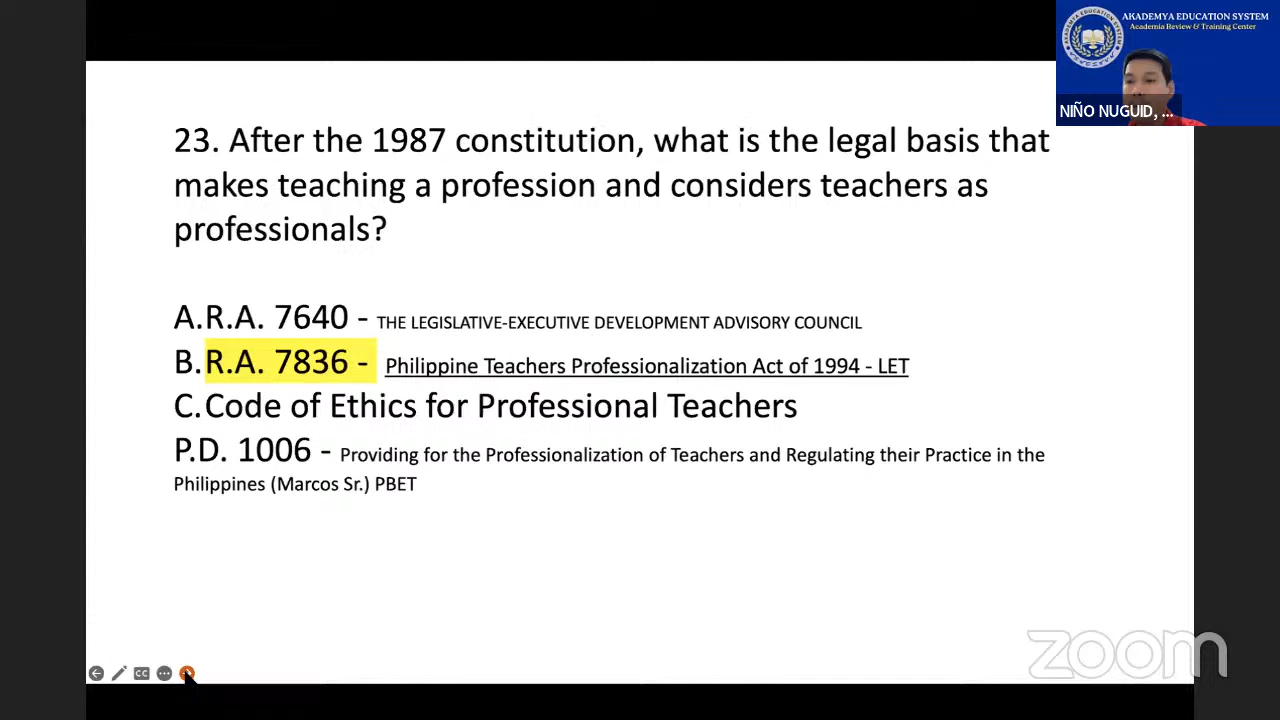 AKADEMYA EDUCATION SYSTEM
Academia Review & Training Center
NIÑO NUGUID, ...
23. After the 1987 constitution, what is the legal basis that
makes teaching a profession and considers teachers as
professionals?
A.R.A. 7640 - THE LEGISLATIVE-EXECUTIVE DEVELOPMENT ADVISORY COUNCIL
B.R.A. 7836 - Philippine Teachers Professionalization Act of 1994 - LET
C.Code of Ethics for Professional Teachers
P.D. 1006 - Providing for the Professionalization of Teachers and Regulating their Practice in the
Philippines (Marcos Sr.) PBET
CC
zoom